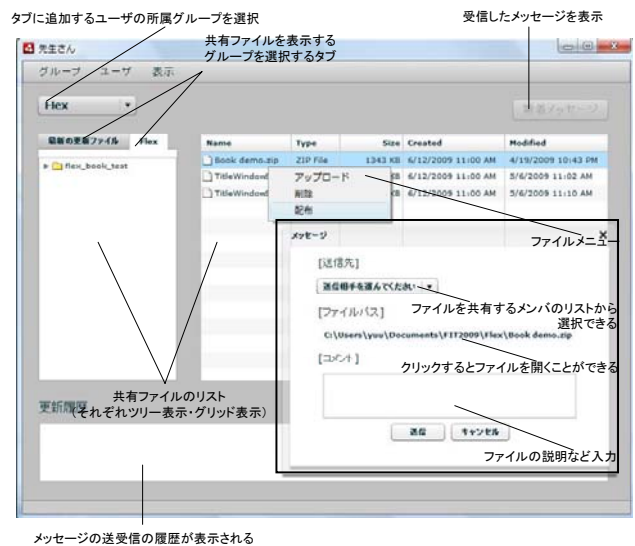 タブに追加するユーザの所属グループを選択
受信したメッセージを表示
共有ファイルを表示する
グループを選択するタブ
先生さん
グループ ユーザ 表示
Flex
新着メッセージ
最新の更新ファイル Flex
flex_book_test
Name Type Size Created Modified
Book demo.zip ZIP File 1343 KB 6/12/2009 11:00 AM 4/19/2009 10:43 PM
TitleWindow KB 6/12/2009 11:00 AM 5/6/2009 11:02 AM
TitleWindow KB 6/12/2009 11:00 AM 5/6/2009 11:10 AM
アップロード
削除
配布
ファイルメニュー
メッセージ
[送信先]
送信相手を選んでください
ファイルを共有するメンバのリストから
選択できる
[ファイルパス]
C:\Users\yuu\Documents\FIT2009\Flex\Book demo.zip
クリックするとファイルを開くことができる
[コメント]
送信 キャンセル
ファイルの説明など入力
共有ファイルのリスト
(それぞれツリー表示・グリッド表示)
更新履歴
メッセージの送受信の履歴が表示される